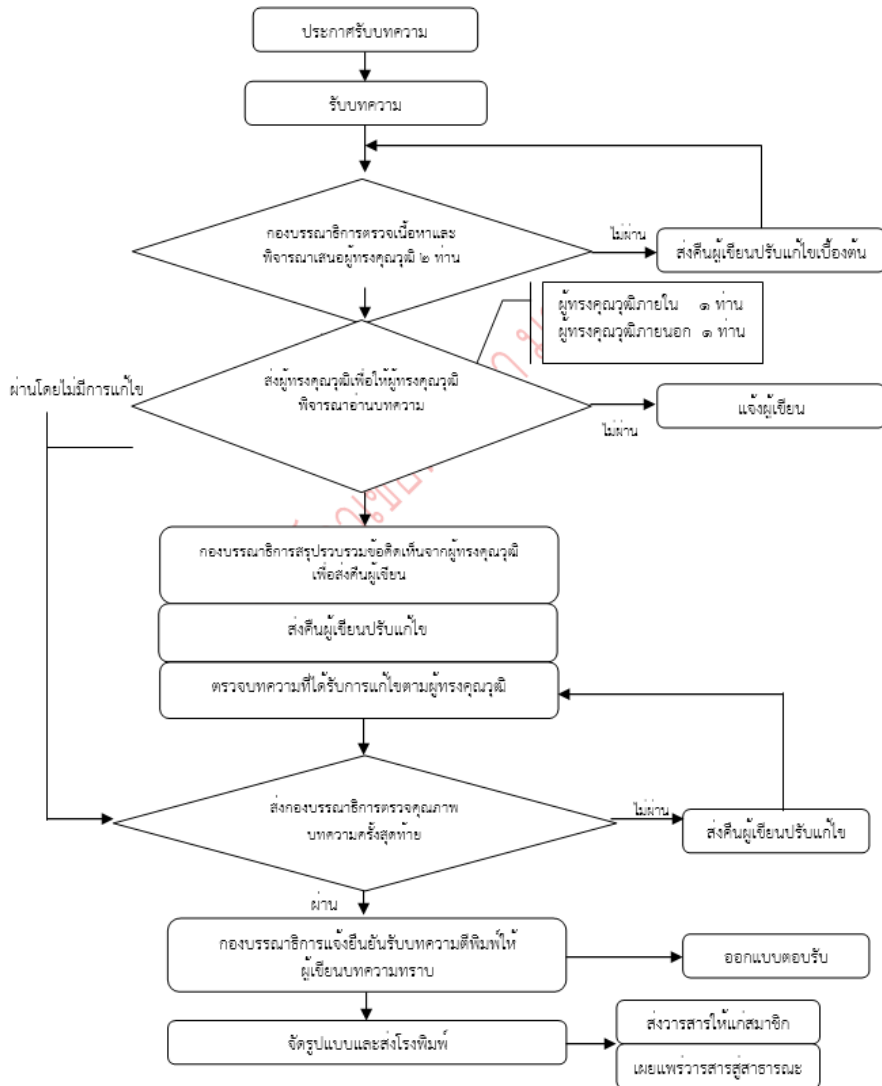 ประกาศรับบทความ
รับบทความ
กองบรรณาธิการตรวจเนื้อหาและ
พิจารณาเสนอผู้ทรงคุณวุฒิ ๒ ท่าน
ไม่ผ่าน
ส่งคืนผู้เขียนปรับแก้ไขเบื้องต้น
ผู้ทรงคุณวุฒิภายใน ๑ ท่าน
ผู้ทรงคุณวุฒิภายนอก ๑ ท่าน
ผ่านโดยไม่มีการแก้ไข
ส่งผู้ทรงคุณวุฒิเพื่อให้ผู้ทรงคุณวุฒิ
พิจารณาอ่านบทความ
ไม่ผ่าน
แจ้งผู้เขียน
กองบรรณาธิการสรุปรวบรวมข้อคิดเห็นจากผู้ทรงคุณวุฒิ
เพื่อส่งคืนผู้เขียน
ส่งคืนผู้เขียนปรับแก้ไข
ตรวจบทความที่ได้รับการแก้ไขตามผู้ทรงคุณวุฒิ
ส่งกองบรรณาธิการตรวจคุณภาพ
บทความครั้งสุดท้าย
ไม่ผ่าน
ส่งคืนผู้เขียนปรับแก้ไข
ผ่าน
กองบรรณาธิการแจ้งยืนยันรับบทความตีพิมพ์ให้
ผู้เขียนบทความทราบ
ออกแบบตอบรับ
จัดรูปแบบและส่งโรงพิมพ์
ส่งวารสารให้แก่สมาชิก
เผยแพร่วารสารสู่สาธารณะ